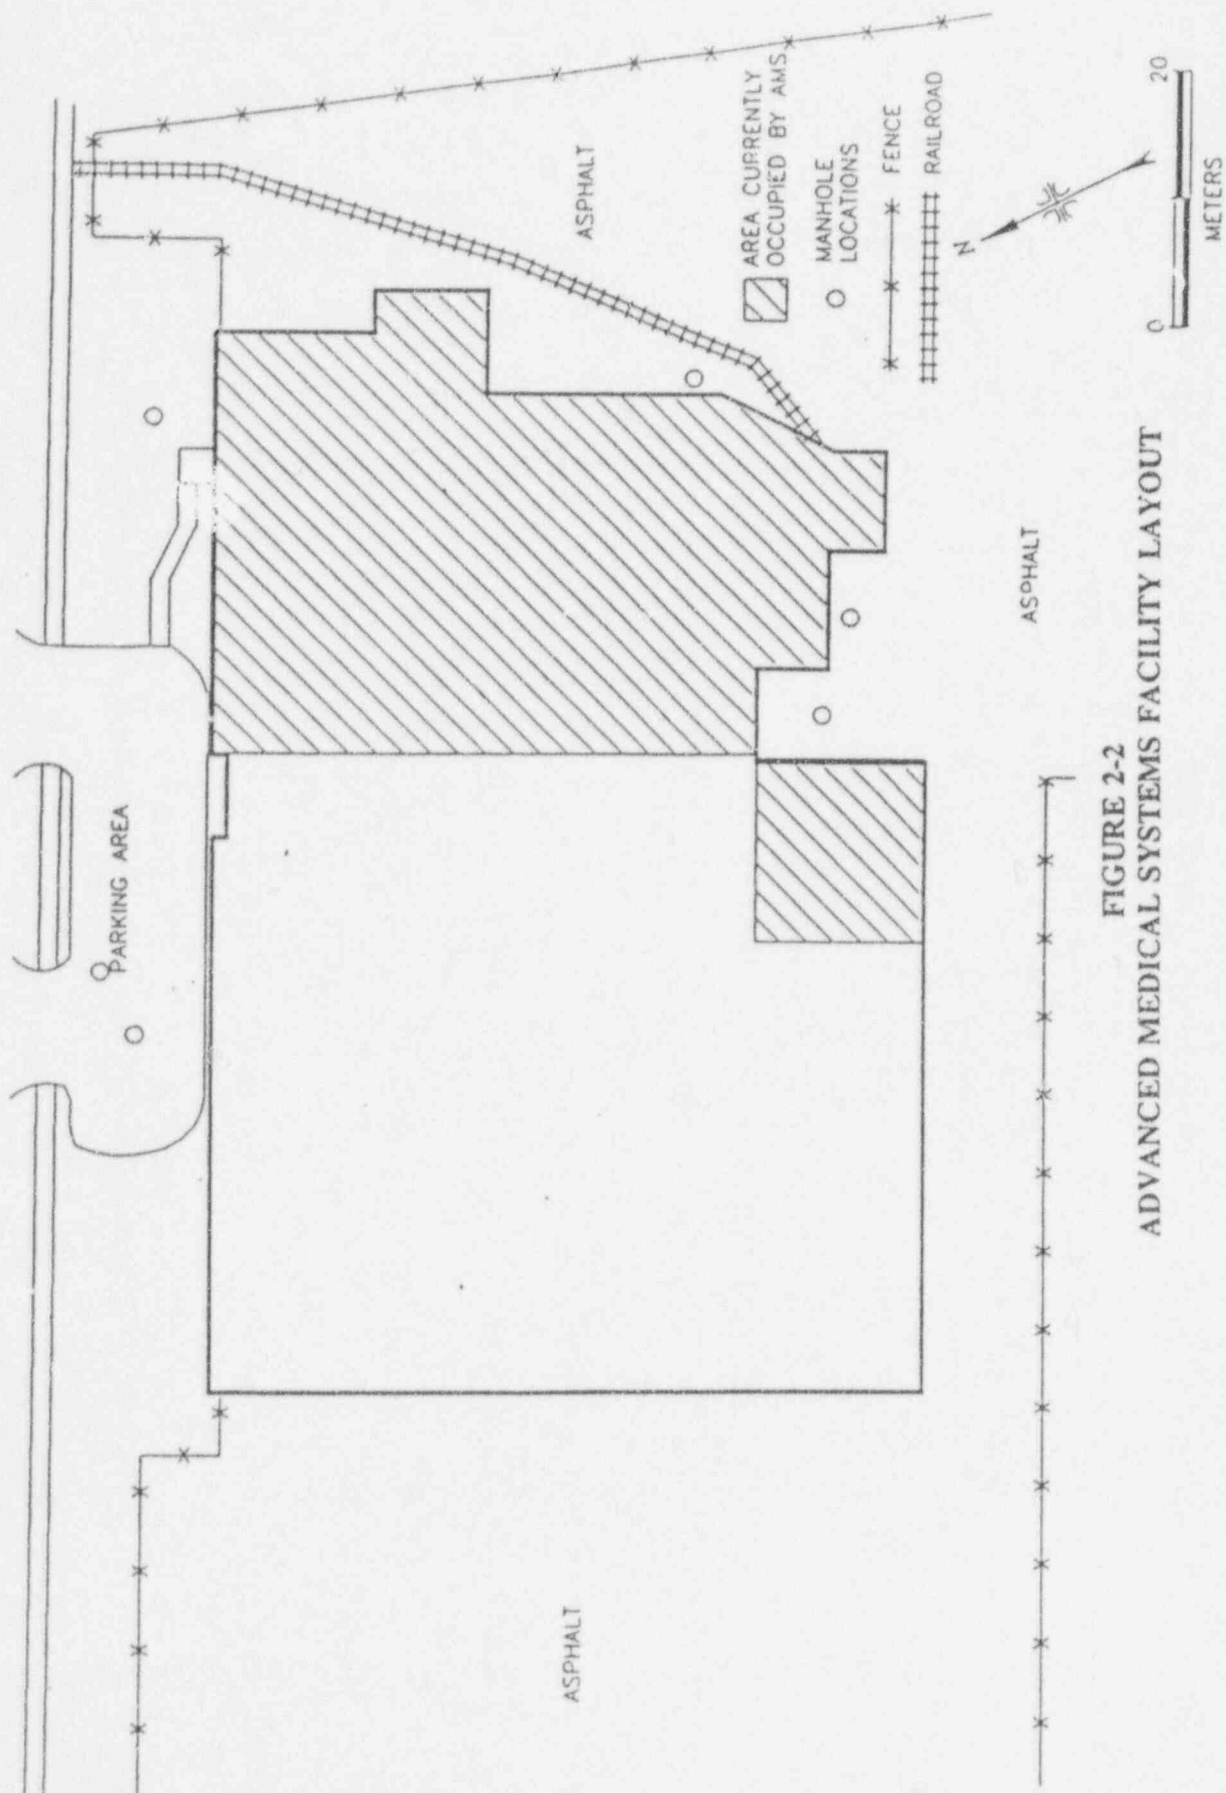 PARKING AREA
ASPHALT
ASPHALT
ASPHALT
AREA CURRENTLY
OCCUPIED BY AMS
MANHOLE
LOCATIONS
FENCE
RAILROAD
N
0 20
METERS
FIGURE 2-2
ADVANCED MEDICAL SYSTEMS FACILITY LAYOUT